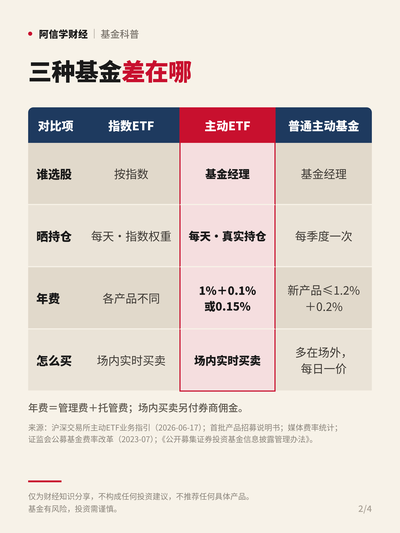 阿信学财经｜基金科普
三种基金差在哪
对比项 指数ETF 主动ETF 普通主动基金
谁选股 按指数 基金经理 基金经理
晒持仓 每天·指数权重 每天·真实持仓 每季度一次
年费 各产品不同 1%＋0.1% 新产品≤1.2%
或0.15% ＋0.2%
怎么买 场内实时买卖 场内实时买卖 多在场外，
每日一价
年费＝管理费＋托管费；场内买卖另付券商佣金。
来源：沪深交易所主动ETF业务指引（2026-06-17）；首批产品招募说明书；媒体费率统计；
证监会公募基金费率改革（2023-07）；《公开募集证券投资基金信息披露管理办法》。
仅为财经知识分享，不构成任何投资建议，不推荐任何具体产品。
基金有风险，投资需谨慎。
2/4